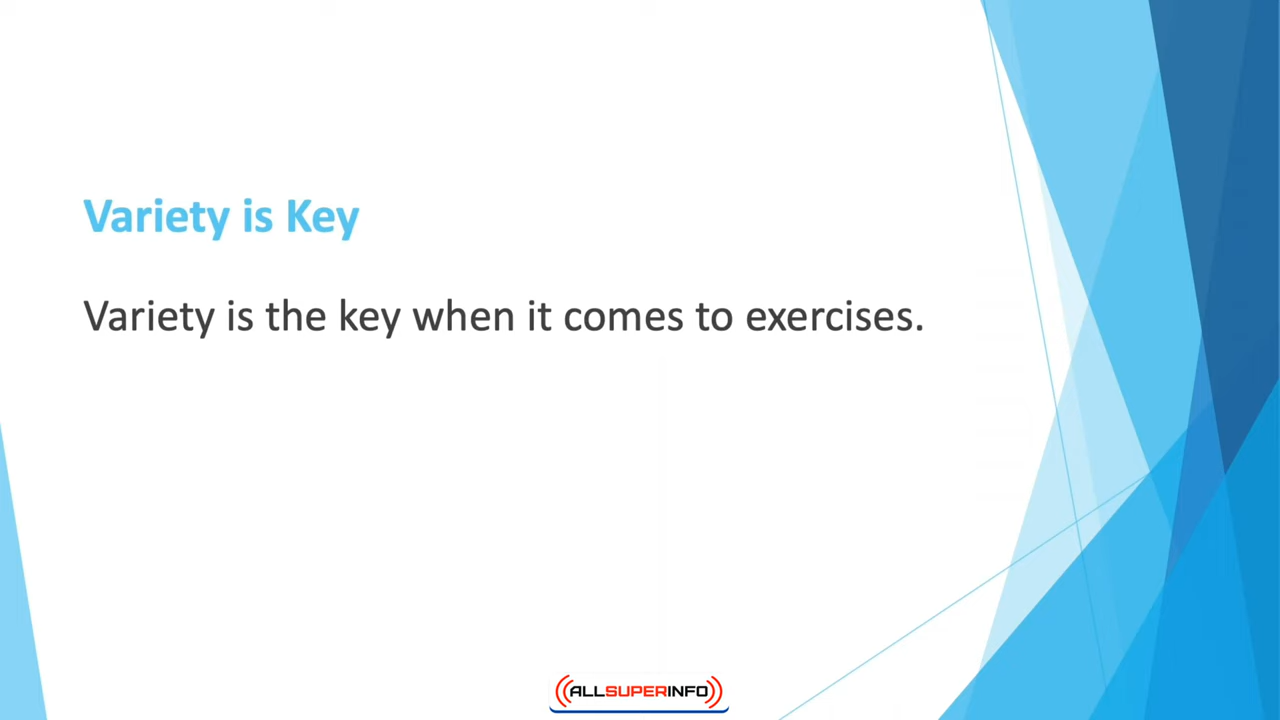 Variety is Key
Variety is the key when it comes to exercises.
ALLSUPERINFO